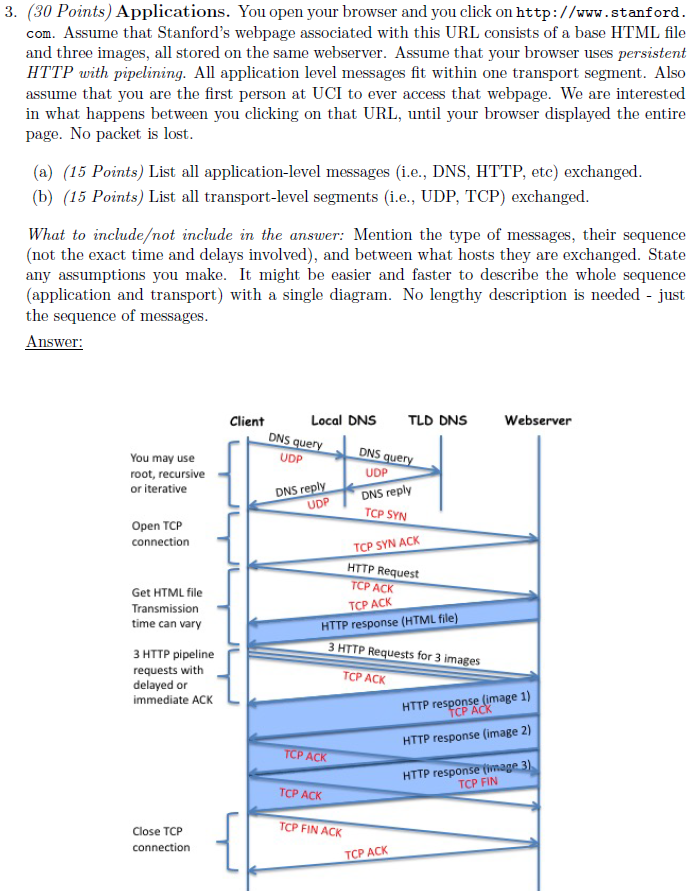 3. (30 Points) Applications. You open your browser and you click on http://www.stanford.
com. Assume that Stanford's webpage associated with this URL consists of a base HTML file
and three images, all stored on the same webserver. Assume that your browser uses persistent
HTTP with pipelining. All application level messages fit within one transport segment. Also
assume that you are the first person at UCI to ever access that webpage. We are interested
in what happens between you clicking on that URL, until your browser displayed the entire
page. No packet is lost.
(a) (15 Points) List all application-level messages (i.e., DNS, HTTP, etc) exchanged.
(b) (15 Points) List all transport-level segments (i.e., UDP, TCP) exchanged.
What to include/not include in the answer: Mention the type of messages, their sequence
(not the exact time and delays involved), and between what hosts they are exchanged. State
any assumptions you make. It might be easier and faster to describe the whole sequence
(application and transport) with a single diagram. No lengthy description is needed - just
the sequence of messages.
Answer:
Client Local DNS TLD DNS Webserver
DNS query
UDP
DNS query
UDP
You may use
root, recursive
or iterative
DNS reply
UDP
DNS reply
TCP SYN
Open TCP
connection
TCP SYN ACK
HTTP Request
TCP ACK
TCP ACK
Get HTML file
Transmission
time can vary
HTTP response (HTML file)
3 HTTP Requests for 3 images
3 HTTP pipeline
requests with
delayed or
immediate ACK
TCP ACK
HTTP response (image 1)
TCP ACK
HTTP response (image 2)
TCP ACK
HTTP response (image 3)
TCP FIN
TCP ACK
TCP FIN ACK
Close TCP
connection
TCP ACK